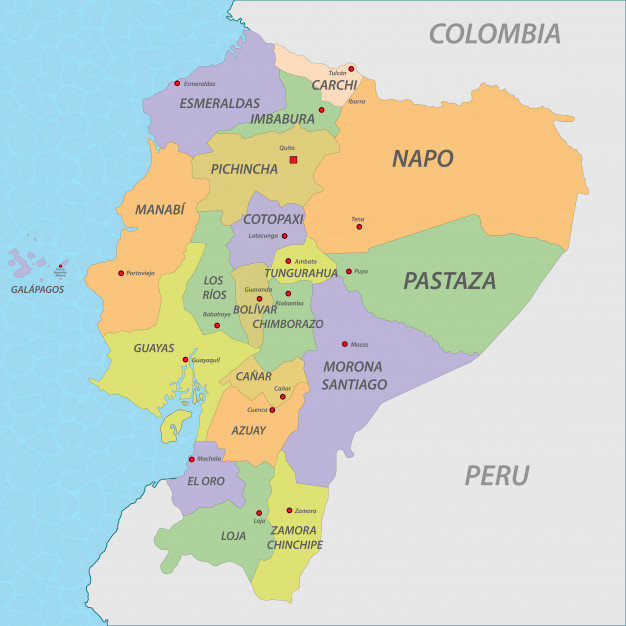 COLOMBIA
Tulcán
CARCHI
Esmeraldas
ESMERALDAS
Ibarra
IMBABURA
Quito
PICHINCHA
NAPO
MANABÍ
COTOPAXI
Tena
Latacunga
Ambato
TUNGURAHUA
Puyo
PASTAZA
Portoviejo
GALÁPAGOS
LOS
RÍOS
Guaranda
Riobamba
BOLÍVAR
CHIMBORAZO
Babahoyo
GUAYAS
Guayaquil
Macas
MORONA
SANTIAGO
CAÑAR
Cañar
Cuenca
AZUAY
Machala
EL ORO
PERU
Zamora
Loja
LOJA
ZAMORA
CHINCHIPE